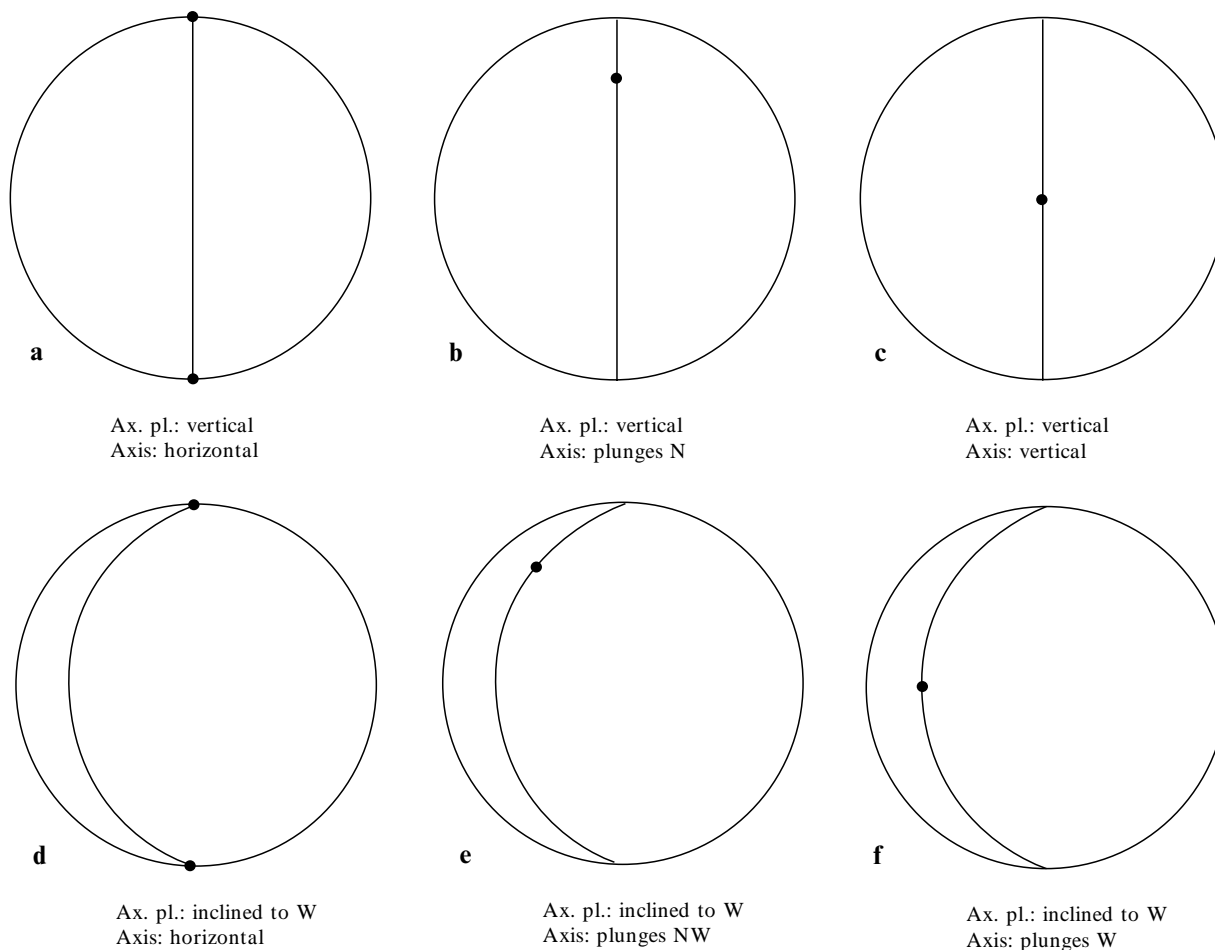 a
b
c
Ax. pl.: vertical
Axis: horizontal
Ax. pl.: vertical
Axis: plunges N
Ax. pl.: vertical
Axis: vertical
d
e
f
Ax. pl.: inclined to W
Axis: horizontal
Ax. pl.: inclined to W
Axis: plunges NW
Ax. pl.: inclined to W
Axis: plunges W